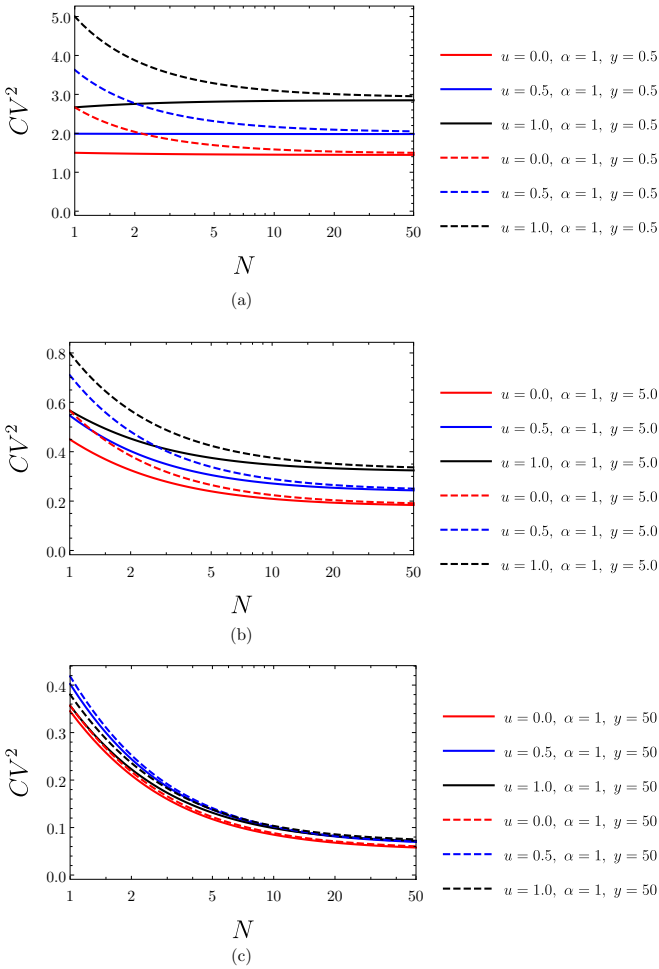 5.0
4.0
3.0
2.0
1.0
0.0
CV²
1 2 5 10 20 50
N
u = 0.0, α = 1, y = 0.5
u = 0.5, α = 1, y = 0.5
u = 1.0, α = 1, y = 0.5
u = 0.0, α = 1, y = 0.5
u = 0.5, α = 1, y = 0.5
u = 1.0, α = 1, y = 0.5
(a)
0.8
0.6
0.4
0.2
0.0
CV²
1 2 5 10 20 50
N
u = 0.0, α = 1, y = 5.0
u = 0.5, α = 1, y = 5.0
u = 1.0, α = 1, y = 5.0
u = 0.0, α = 1, y = 5.0
u = 0.5, α = 1, y = 5.0
u = 1.0, α = 1, y = 5.0
(b)
0.4
0.3
0.2
0.1
0.0
CV²
1 2 5 10 20 50
N
u = 0.0, α = 1, y = 50
u = 0.5, α = 1, y = 50
u = 1.0, α = 1, y = 50
u = 0.0, α = 1, y = 50
u = 0.5, α = 1, y = 50
u = 1.0, α = 1, y = 50
(c)